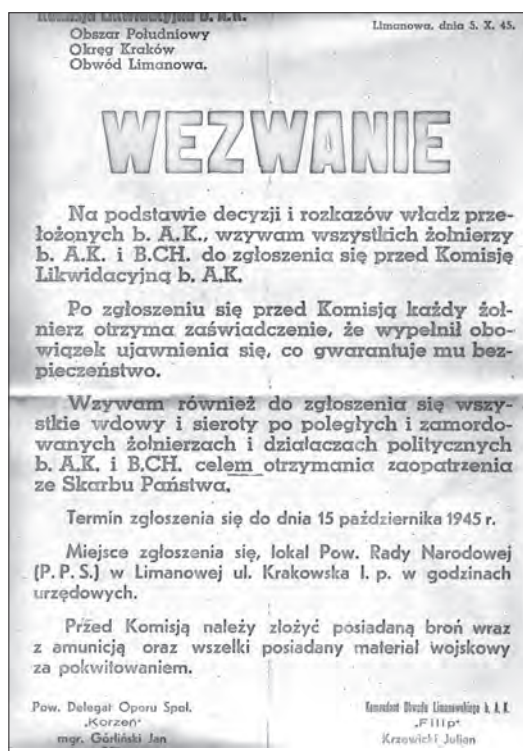 Komisja Likwidacyjna b. A.K.
Obszar Południowy
Okręg Kraków
Obwód Limanowa.
Limanowa, dnia 5. X. 45.
WEZWANIE
Na podstawie decyzji i rozkazów władz prze-
łożonych b. A.K., wzywam wszystkich żołnierzy
b. A.K. i B.CH. do zgłoszenia się przed Komisję
Likwidacyjną b. A.K.
Po zgłoszeniu się przed Komisją każdy żoł-
nierz otrzyma zaświadczenie, że wypełnił obo-
wiązek ujawnienia się, co gwarantuje mu bez-
pieczeństwo.
Wzywam również do zgłoszenia się wszy-
stkie wdowy i sieroty po poległych i zamordo-
wanych żołnierzach i działaczach politycznych
b. A.K. i B.CH. celem otrzymania zaopatrzenia
ze Skarbu Państwa.
Termin zgłoszenia się do dnia 15 października 1945 r.
Miejsce zgłoszenia się, lokal Pow. Rady Narodowej
(P.P.S.) w Limanowej ul. Krakowska I. p. w godzinach
urzędowych.
Przed Komisją należy złożyć posiadaną broń wraz
z amunicją oraz wszelki posiadany materiał wojskowy
za pokwitowaniem.
Pow. Delegat Oporu Społ.
„Korzeń"
mgr. Górliński Jan
Komendant Obwodu Limanowskiego b. A.K.
„Filip"
Krzewicki Julian